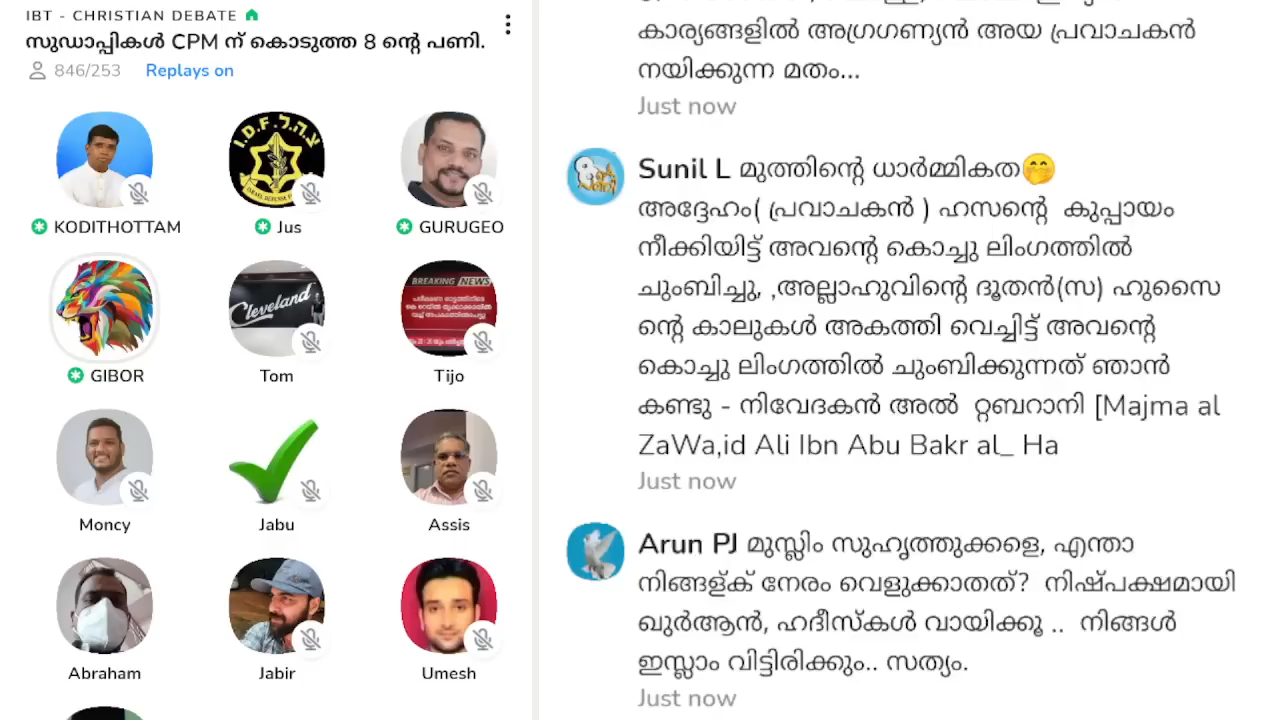 IBT - CHRISTIAN DEBATE
സുഡാപ്പികൾ CPM ന് കൊടുത്ത 8 ന്റെ പണി.
846/253 Replays on
KODITHOTTAM
I.D.F. צ.ה.ל
Jus
GURUGEO
GIBOR
Cleveland
Tom
BREAKING NEWS
Tijo
Moncy
Jabu
Assis
Abraham
Jabir
Umesh
കാര്യങ്ങളിൽ അഗ്രഗണ്യൻ അയ പ്രവാചകൻ
നയിക്കുന്ന മതം...
Just now
Sunil L മുത്തിന്റെ ധാർമ്മികത🤭
അദ്ദേഹം( പ്രവാചകൻ ) ഹസന്റെ കുപ്പായം
നീക്കിയിട്ട് അവന്റെ കൊച്ചു ലിംഗത്തിൽ
ചുംബിച്ചു, ,അല്ലാഹുവിന്റെ ദൂതൻ(സ) ഹുസൈ
ന്റെ കാലുകൾ അകത്തി വെച്ചിട്ട് അവന്റെ
കൊച്ചു ലിംഗത്തിൽ ചുംബിക്കുന്നത് ഞാൻ
കണ്ടു - നിവേദകൻ അൽ റ്റബറാനി [Majma al
ZaWa,id Ali Ibn Abu Bakr al_ Ha
Just now
Arun PJ മുസ്ലിം സുഹൃത്തുക്കളെ, എന്താ
നിങ്ങള്ക് നേരം വെളുക്കാതത്? നിഷ്പക്ഷമായി
ഖുർആൻ, ഹദീസ്കൾ വായിക്കൂ .. നിങ്ങൾ
ഇസ്ലാം വിട്ടിരിക്കും.. സത്യം.
Just now